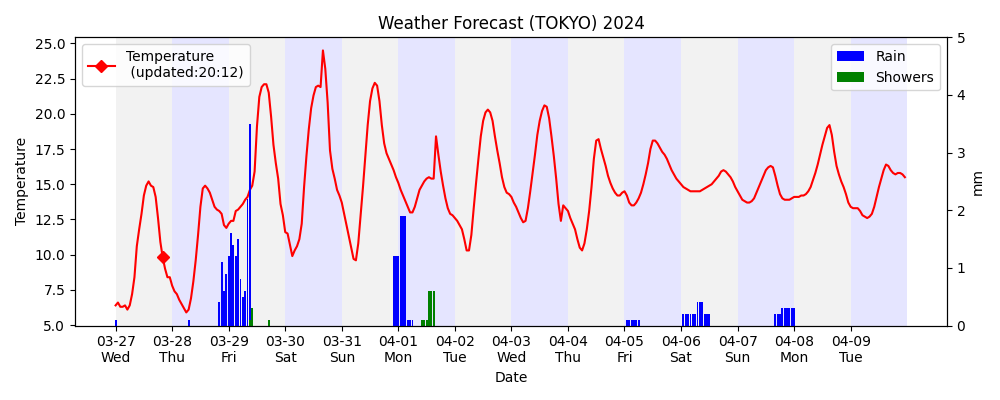 Weather Forecast (TOKYO) 2024
Temperature
(updated:20:12)
Rain
Showers
Temperature
25.0
22.5
20.0
17.5
15.0
12.5
10.0
7.5
5.0
5
4
3
2
1
0
mm
03-27 03-28 03-29 03-30 03-31 04-01 04-02 04-03 04-04 04-05 04-06 04-07 04-08 04-09
Wed Thu Fri Sat Sun Mon Tue Wed Thu Fri Sat Sun Mon Tue
Date